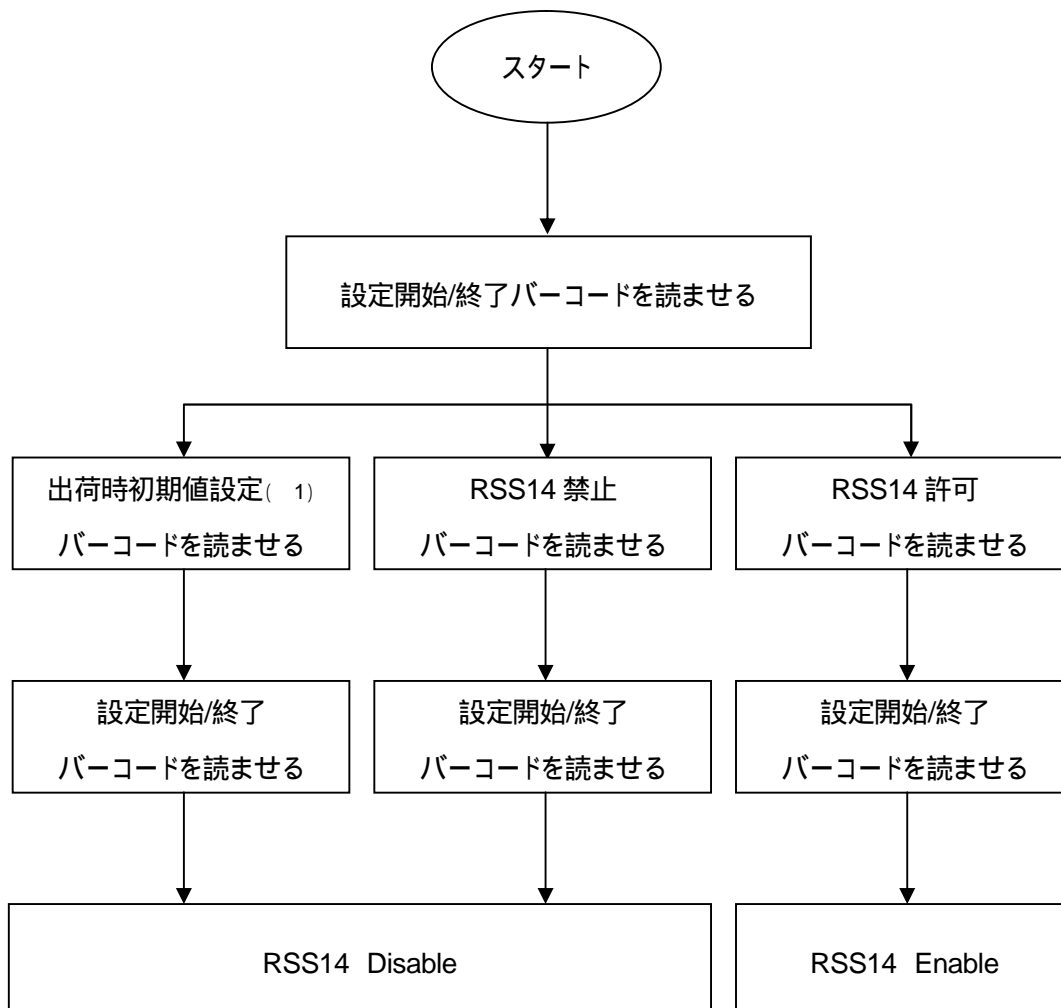 スタート
設定開始/終了バーコードを読ませる
出荷時初期値設定( 1)
バーコードを読ませる
RSS14 禁止
バーコードを読ませる
RSS14 許可
バーコードを読ませる
設定開始/終了
バーコードを読ませる
設定開始/終了
バーコードを読ませる
設定開始/終了
バーコードを読ませる
RSS14 Disable
RSS14 Enable